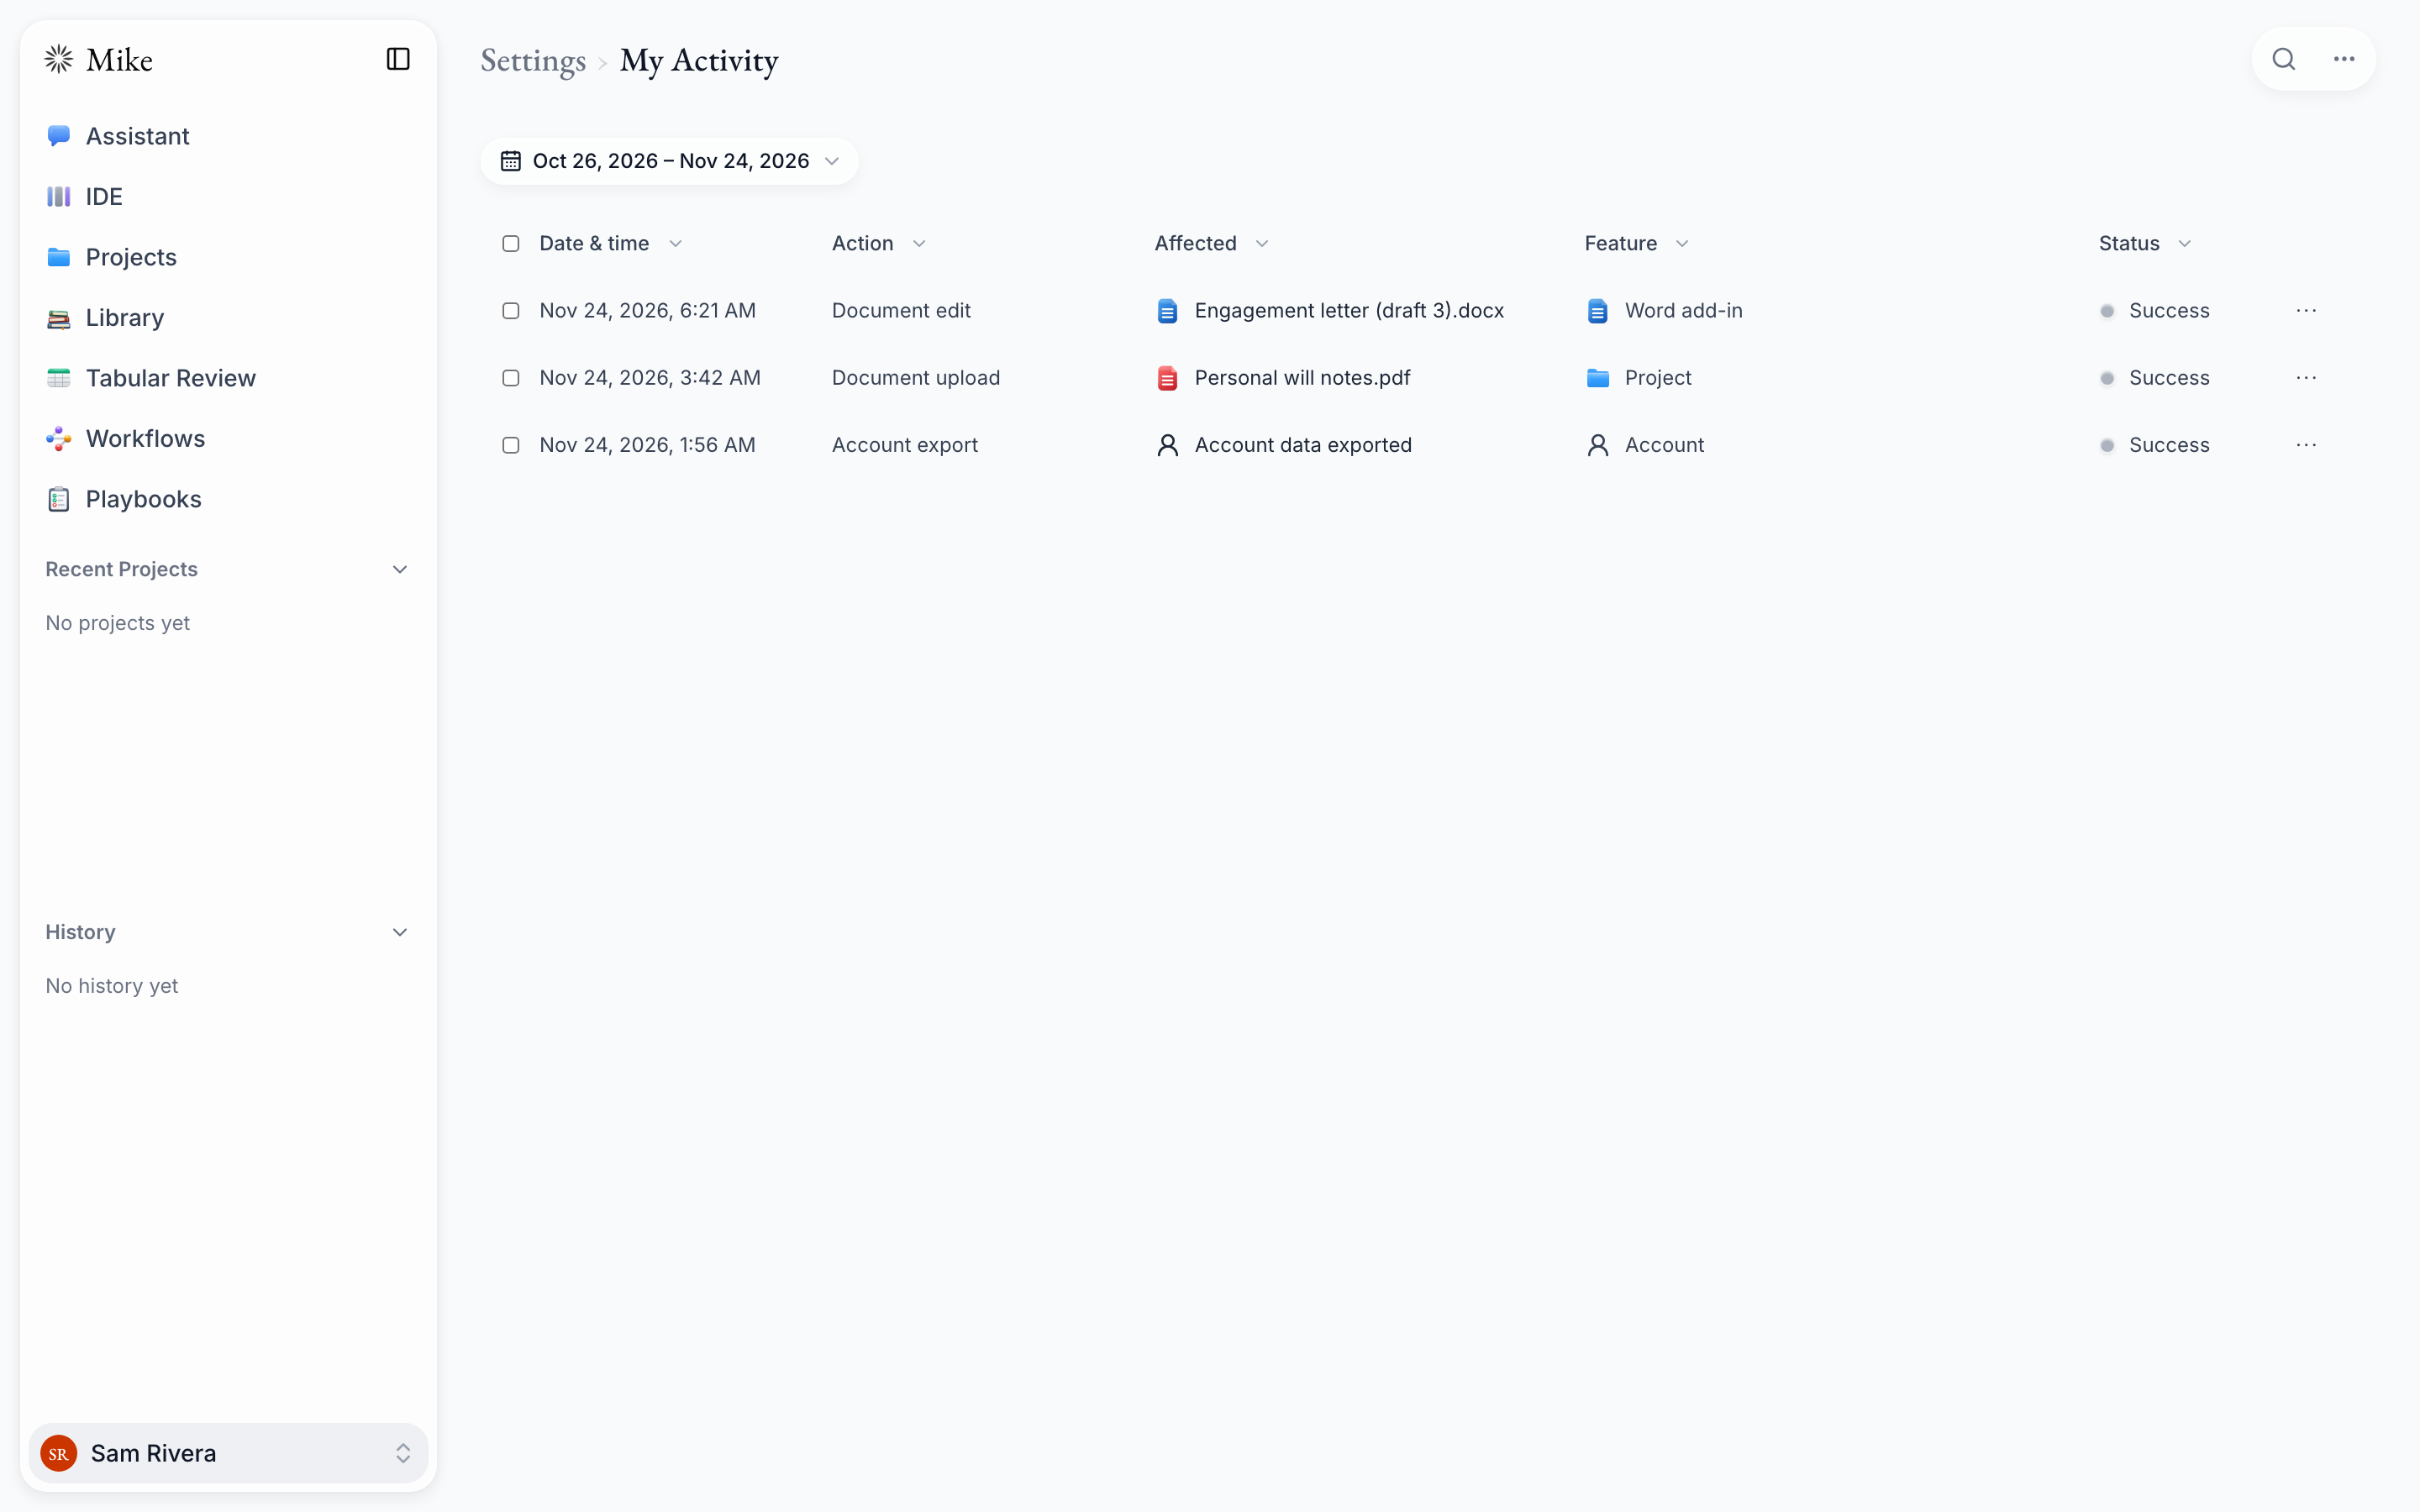 Mike
Settings › My Activity
Assistant
IDE
Projects
Library
Tabular Review
Workflows
Playbooks
Recent Projects
No projects yet
History
No history yet
SR Sam Rivera
Oct 26, 2026 – Nov 24, 2026
Date & time Action Affected Feature Status
Nov 24, 2026, 6:21 AM Document edit Engagement letter (draft 3).docx Word add-in Success
Nov 24, 2026, 3:42 AM Document upload Personal will notes.pdf Project Success
Nov 24, 2026, 1:56 AM Account export Account data exported Account Success